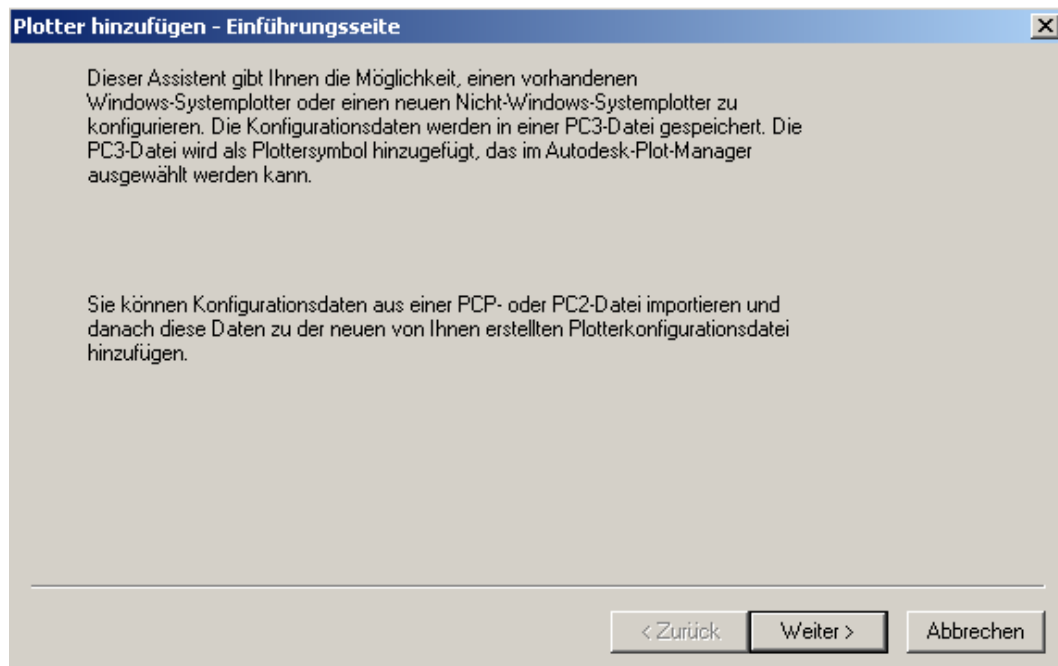 Plotter hinzufügen - Einführungsseite
Dieser Assistent gibt Ihnen die Möglichkeit, einen vorhandenen
Windows-Systemplotter oder einen neuen Nicht-Windows-Systemplotter zu
konfigurieren. Die Konfigurationsdaten werden in einer PC3-Datei gespeichert. Die
PC3-Datei wird als Plottersymbol hinzugefügt, das im Autodesk-Plot-Manager
ausgewählt werden kann.
Sie können Konfigurationsdaten aus einer PCP- oder PC2-Datei importieren und
danach diese Daten zu der neuen von Ihnen erstellten Plotterkonfigurationsdatei
hinzufügen.
< Zurück Weiter > Abbrechen